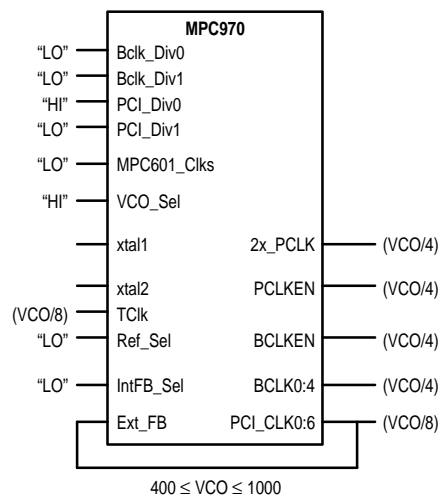 MPC970
“LO” Bclk_Div0
“LO” Bclk_Div1
“HI” PCI_Div0
“LO” PCI_Div1
“LO” MPC601_Clks
“HI” VCO_Sel
xtal1 2x_PCLK (VCO/4)
xtal2 PCLKEN (VCO/4)
(VCO/8) TClk
“LO” Ref_Sel BCLKEN (VCO/4)
“LO” IntFB_Sel BCLK0:4 (VCO/4)
Ext_FB PCI_CLK0:6 (VCO/8)
400 ≤ VCO ≤ 1000